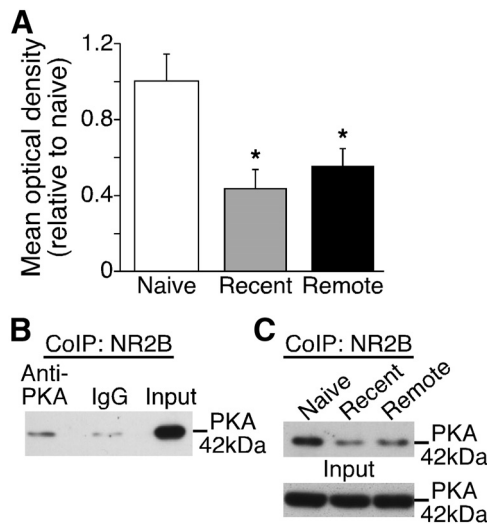 A
Mean optical density
(relative to naive)
1.2
0.8
0.4
0
*
*
Naive Recent Remote
B
CoIP: NR2B
Anti-
PKA IgG Input
PKA
42kDa
C
CoIP: NR2B
Naive Recent Remote
PKA
42kDa
Input
PKA
42kDa